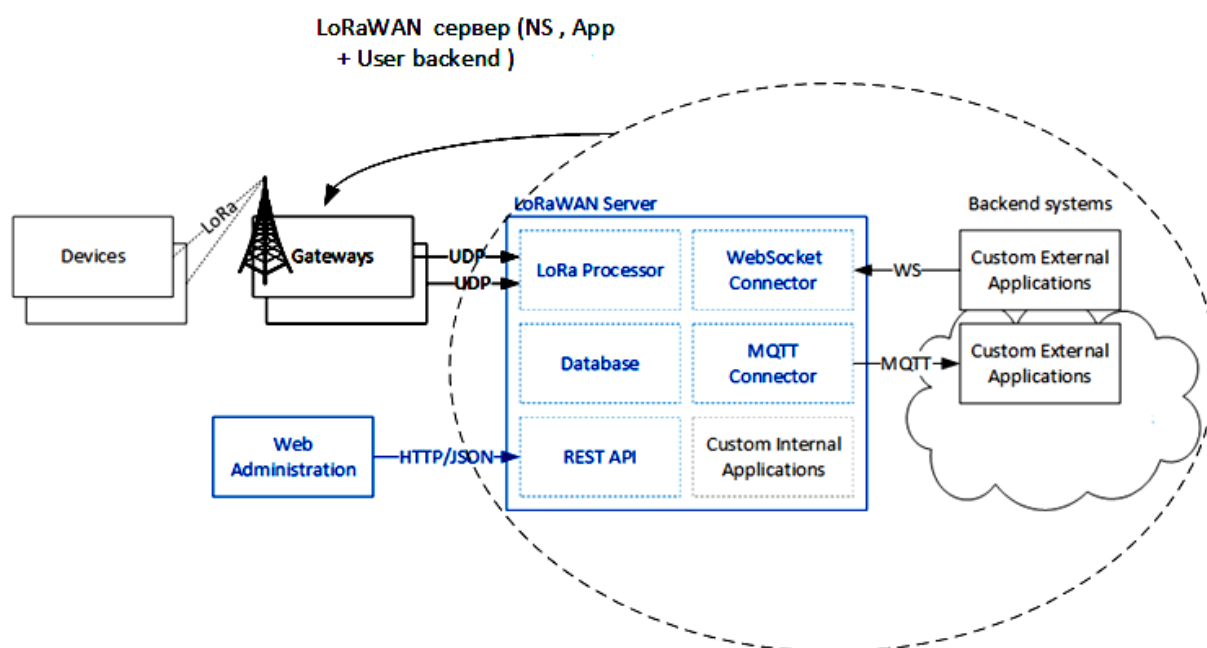 LoRaWAN сервер (NS , App
+ User backend )
LoRaWAN Server
Backend systems
LoRa
Devices
Gateways
UDP
UDP
LoRa Processor
WebSocket
Connector
WS
Custom External
Applications
Database
MQTT
Connector
MQTT
Custom External
Applications
Web
Administration
HTTP/JSON
REST API
Custom Internal
Applications